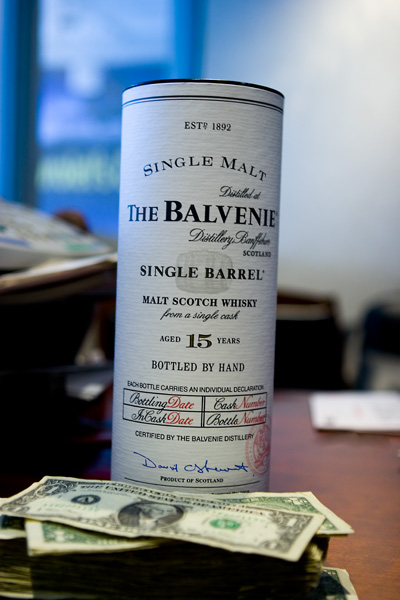 ESTD 1892
SINGLE MALT
Distilled at
THE BALVENIE
Distillery Banffshire
SCOTLAND
SINGLE BARREL
MALT SCOTCH WHISKY
from a single cask
AGED 15 YEARS
BOTTLED BY HAND
EACH BOTTLE CARRIES AN INDIVIDUAL DECLARATION
Bottling Date Cask Number
In Cask Date Bottle Number
CERTIFIED BY THE BALVENIE DISTILLERY
David C Stewart
PRODUCT OF SCOTLAND